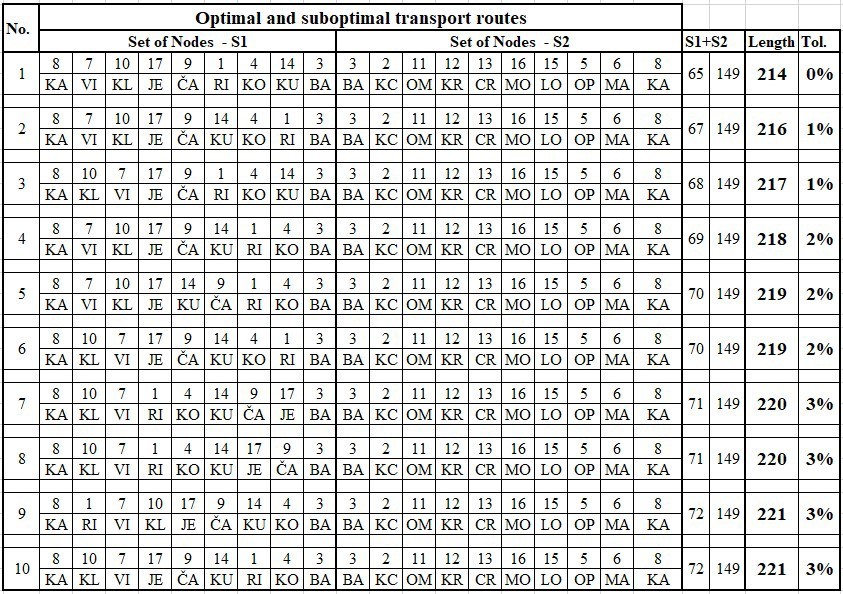 No. Optimal and suboptimal transport routes
Set of Nodes - S1 Set of Nodes - S2 S1+S2 Length Tol.
8 7 10 17 9 1 4 14 3 3 2 11 12 13 16 15 5 6 8
1 65 149 214 0%
KA VI KL JE ČA RI KO KU BA BA KC OM KR CR MO LO OP MA KA
8 7 10 17 9 14 4 1 3 3 2 11 12 13 16 15 5 6 8
2 67 149 216 1%
KA VI KL JE ČA KU KO RI BA BA KC OM KR CR MO LO OP MA KA
8 10 7 17 9 1 4 14 3 3 2 11 12 13 16 15 5 6 8
3 68 149 217 1%
KA KL VI JE ČA RI KO KU BA BA KC OM KR CR MO LO OP MA KA
8 7 10 17 9 14 1 4 3 3 2 11 12 13 16 15 5 6 8
4 69 149 218 2%
KA VI KL JE ČA KU RI KO BA BA KC OM KR CR MO LO OP MA KA
8 7 10 17 14 9 1 4 3 3 2 11 12 13 16 15 5 6 8
5 70 149 219 2%
KA VI KL JE KU ČA RI KO BA BA KC OM KR CR MO LO OP MA KA
8 10 7 17 9 14 4 1 3 3 2 11 12 13 16 15 5 6 8
6 70 149 219 2%
KA KL VI JE ČA KU KO RI BA BA KC OM KR CR MO LO OP MA KA
8 10 7 1 4 14 9 17 3 3 2 11 12 13 16 15 5 6 8
7 71 149 220 3%
KA KL VI RI KO KU ČA JE BA BA KC OM KR CR MO LO OP MA KA
8 10 7 1 4 14 17 9 3 3 2 11 12 13 16 15 5 6 8
8 71 149 220 3%
KA KL VI RI KO KU JE ČA BA BA KC OM KR CR MO LO OP MA KA
8 1 7 10 17 9 14 4 3 3 2 11 12 13 16 15 5 6 8
9 72 149 221 3%
KA RI VI KL JE ČA KU KO BA BA KC OM KR CR MO LO OP MA KA
8 10 7 17 9 14 1 4 3 3 2 11 12 13 16 15 5 6 8
10 72 149 221 3%
KA KL VI JE ČA KU RI KO BA BA KC OM KR CR MO LO OP MA KA